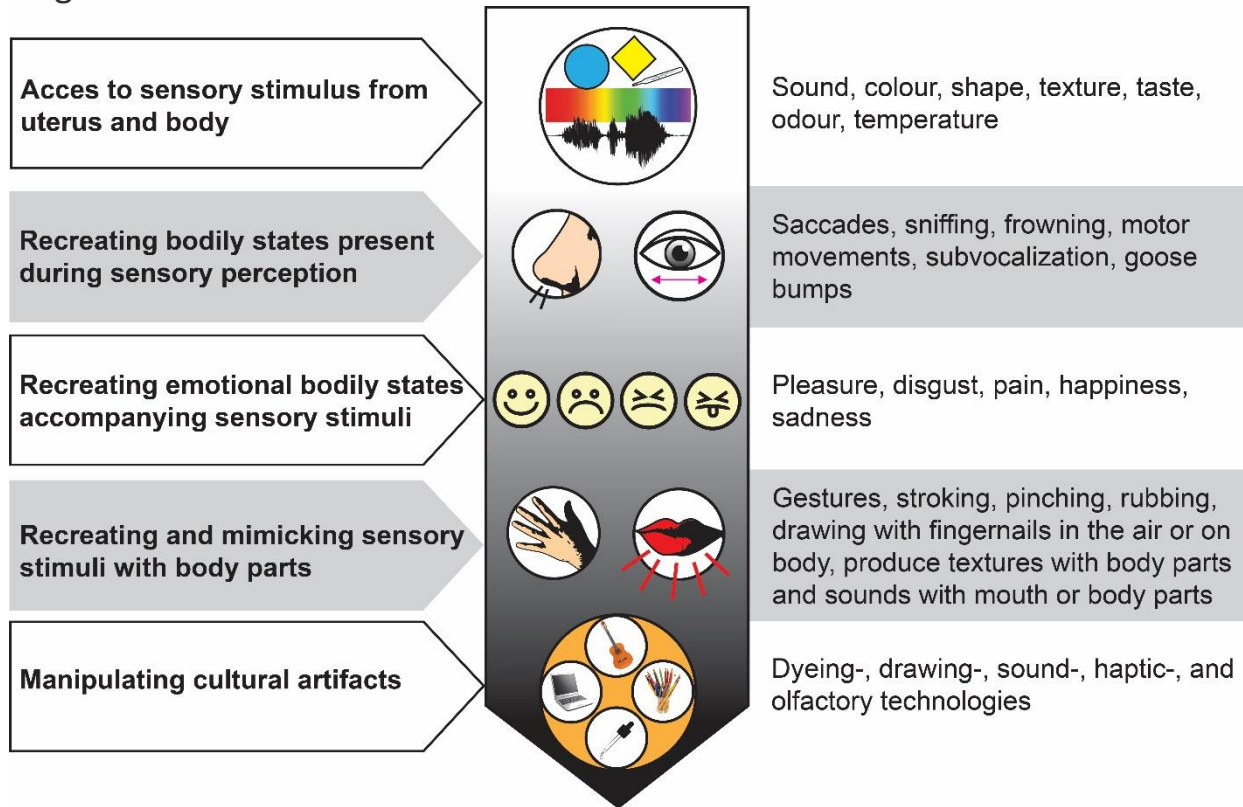 Acces to sensory stimulus from
uterus and body
Sound, colour, shape, texture, taste,
odour, temperature
Recreating bodily states present
during sensory perception
Saccades, sniffing, frowning, motor
movements, subvocalization, goose
bumps
Recreating emotional bodily states
accompanying sensory stimuli
Pleasure, disgust, pain, happiness,
sadness
Recreating and mimicking sensory
stimuli with body parts
Gestures, stroking, pinching, rubbing,
drawing with fingernails in the air or on
body, produce textures with body parts
and sounds with mouth or body parts
Manipulating cultural artifacts
Dyeing-, drawing-, sound-, haptic-, and
olfactory technologies